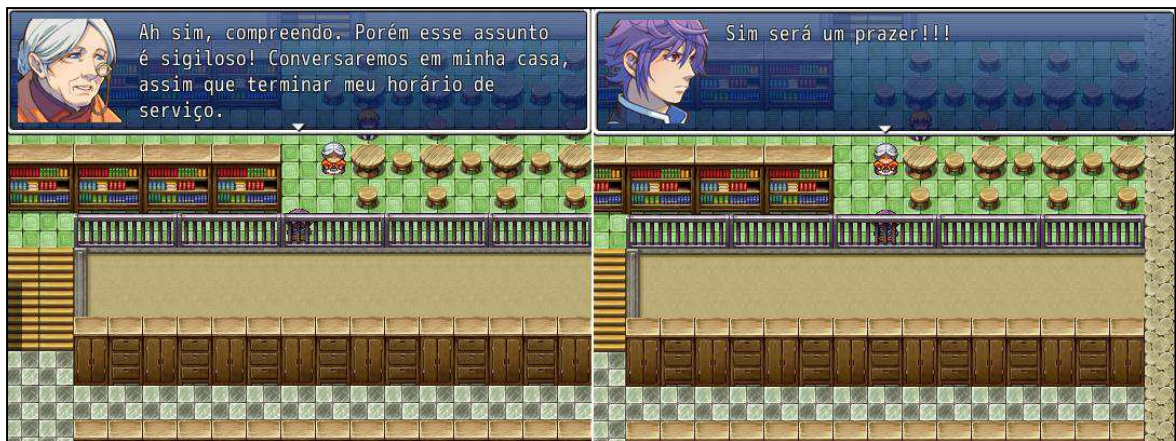 Ah sim, compreendo. Porém esse assunto
é sigiloso! Conversaremos em minha casa,
assim que terminar meu horário de
serviço.
Sim será um prazer!!!